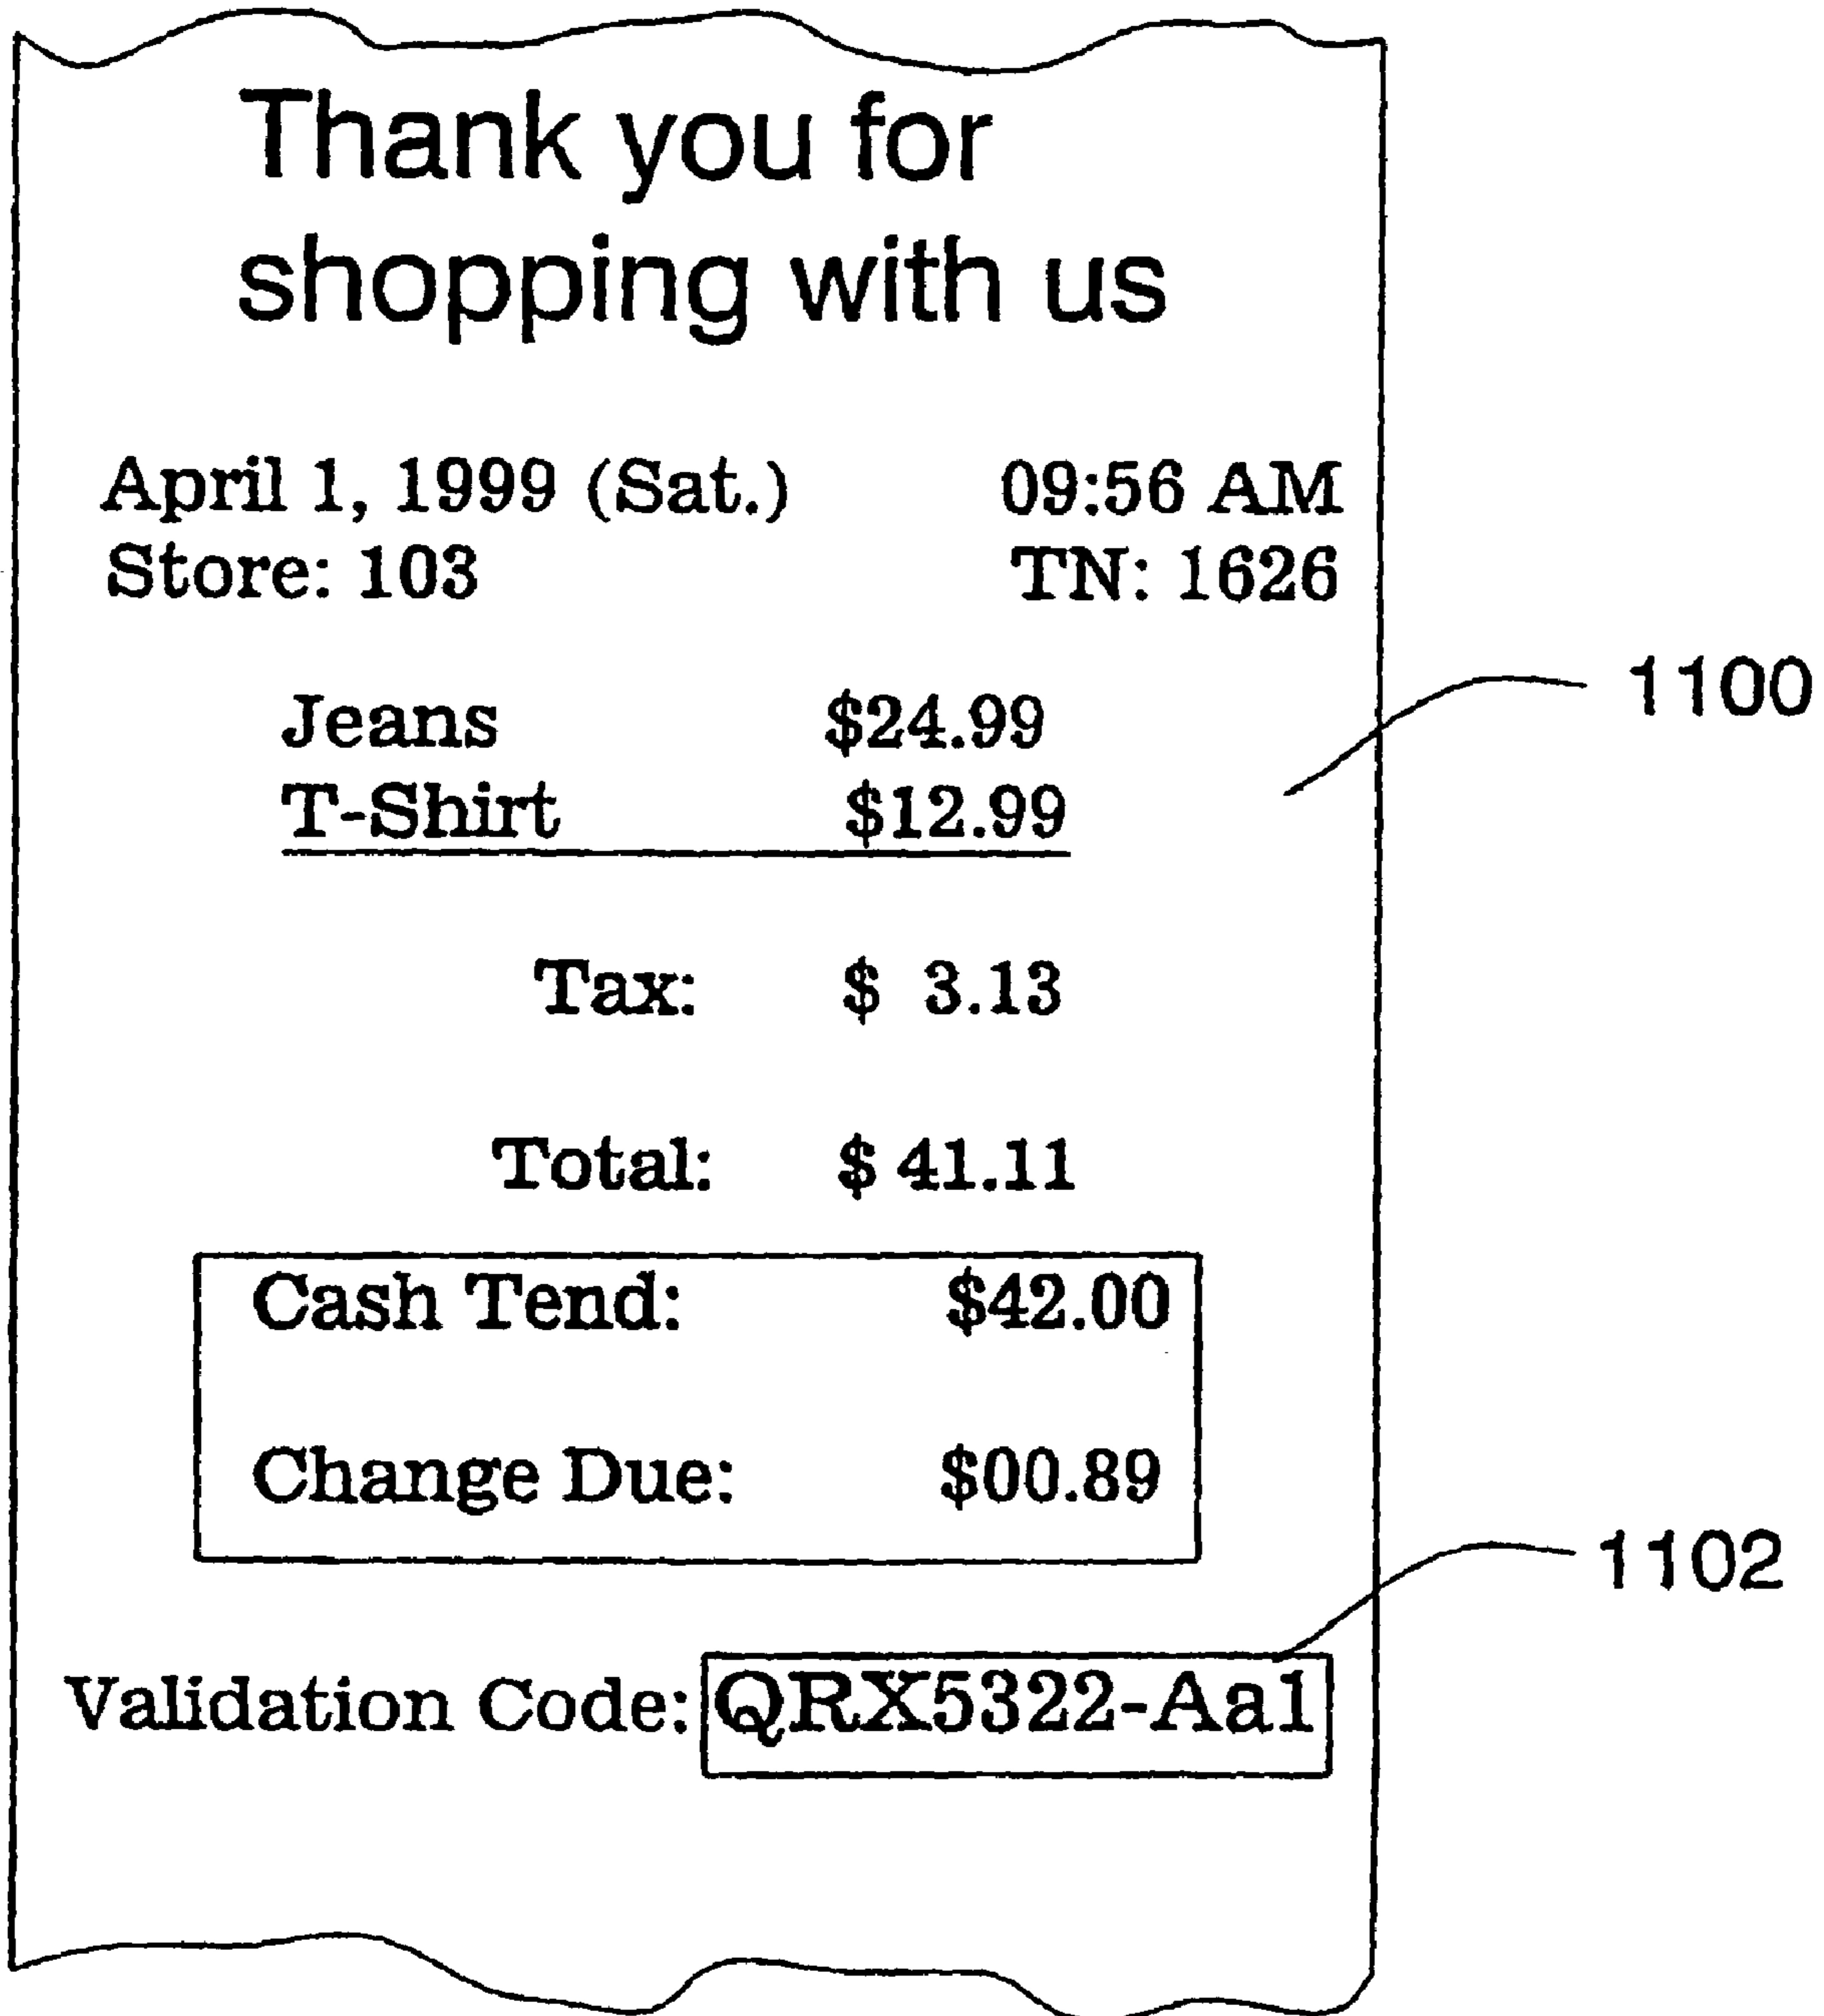 Thank you for
shopping with us
April 1, 1999 (Sat.) 09:56 AM
Store: 103 TN: 1626
1100
Jeans $24.99
T-Shirt $12.99
Tax: $ 3.13
Total: $ 41.11
Cash Tend: $42.00
Change Due: $00.89
1102
Validation Code: QRX5322-Aa1